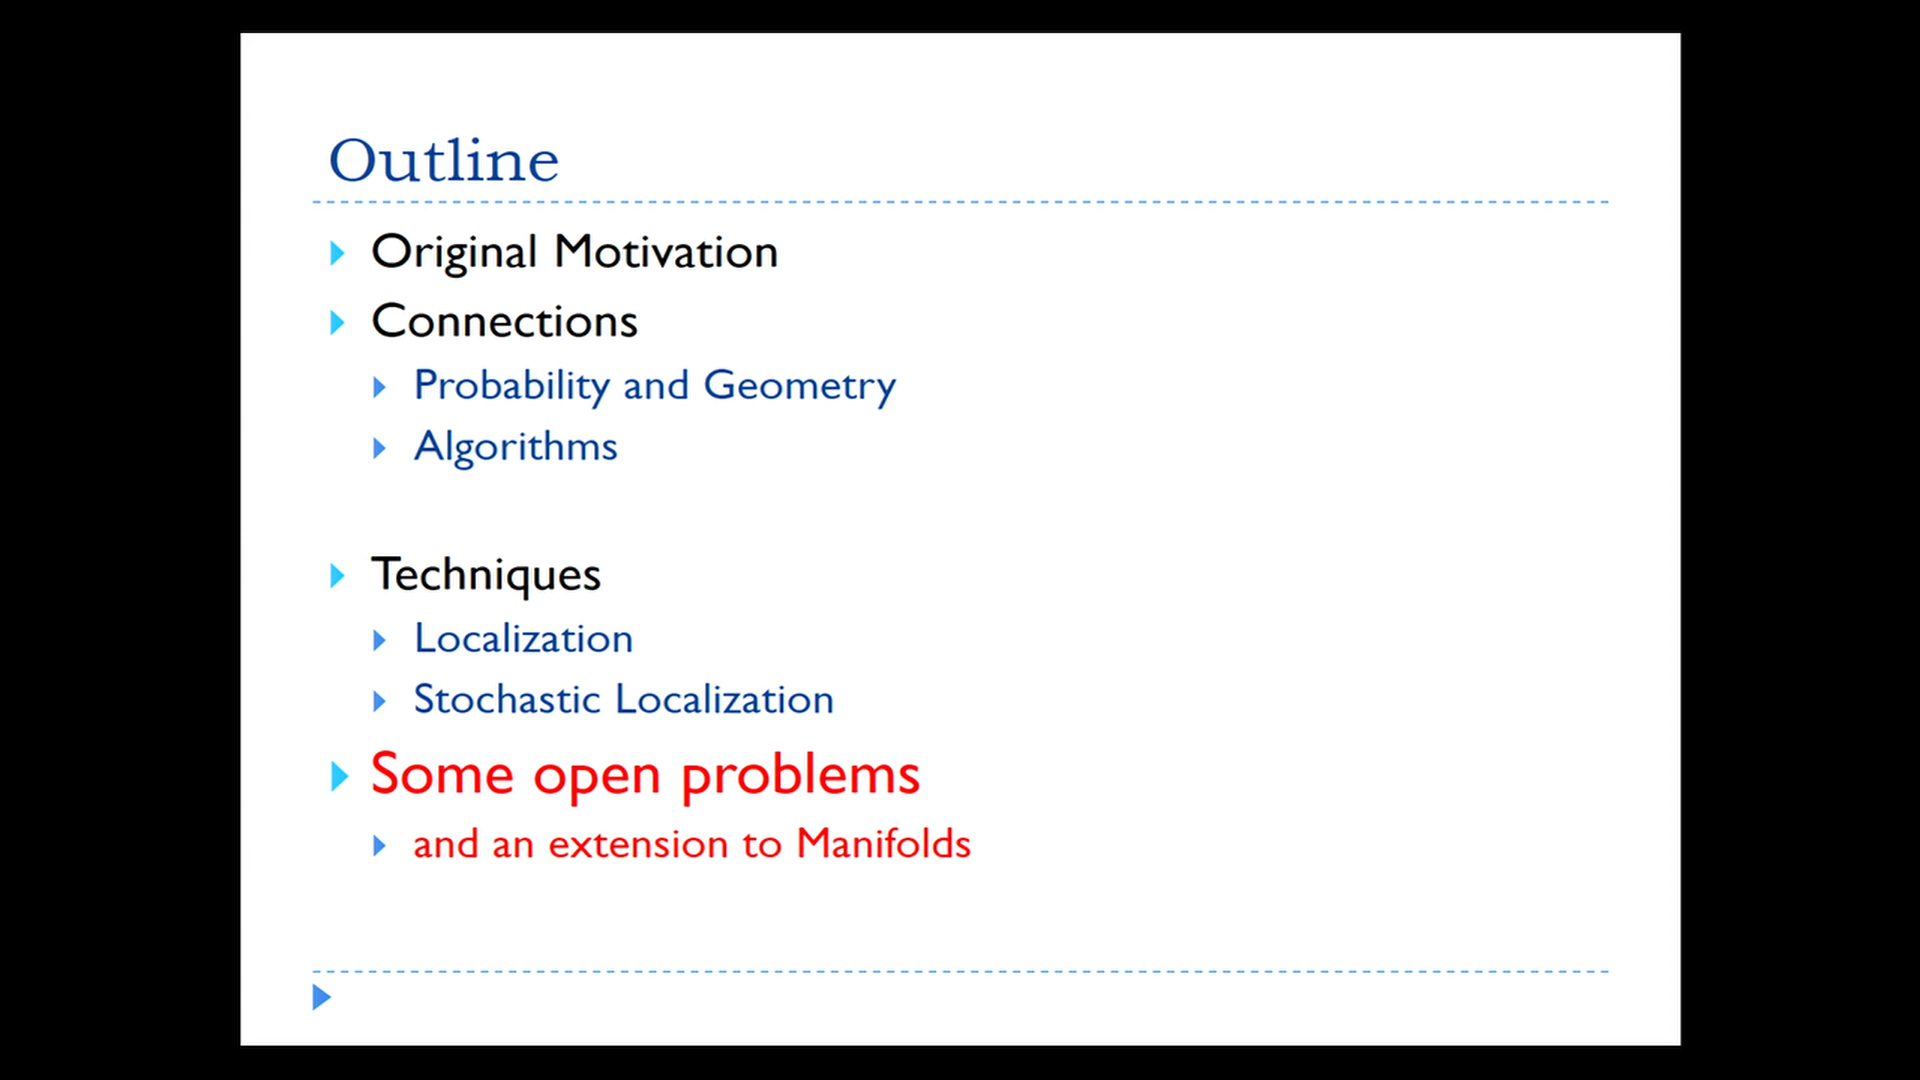 Outline
Original Motivation
Connections
Probability and Geometry
Algorithms
Techniques
Localization
Stochastic Localization
Some open problems
and an extension to Manifolds